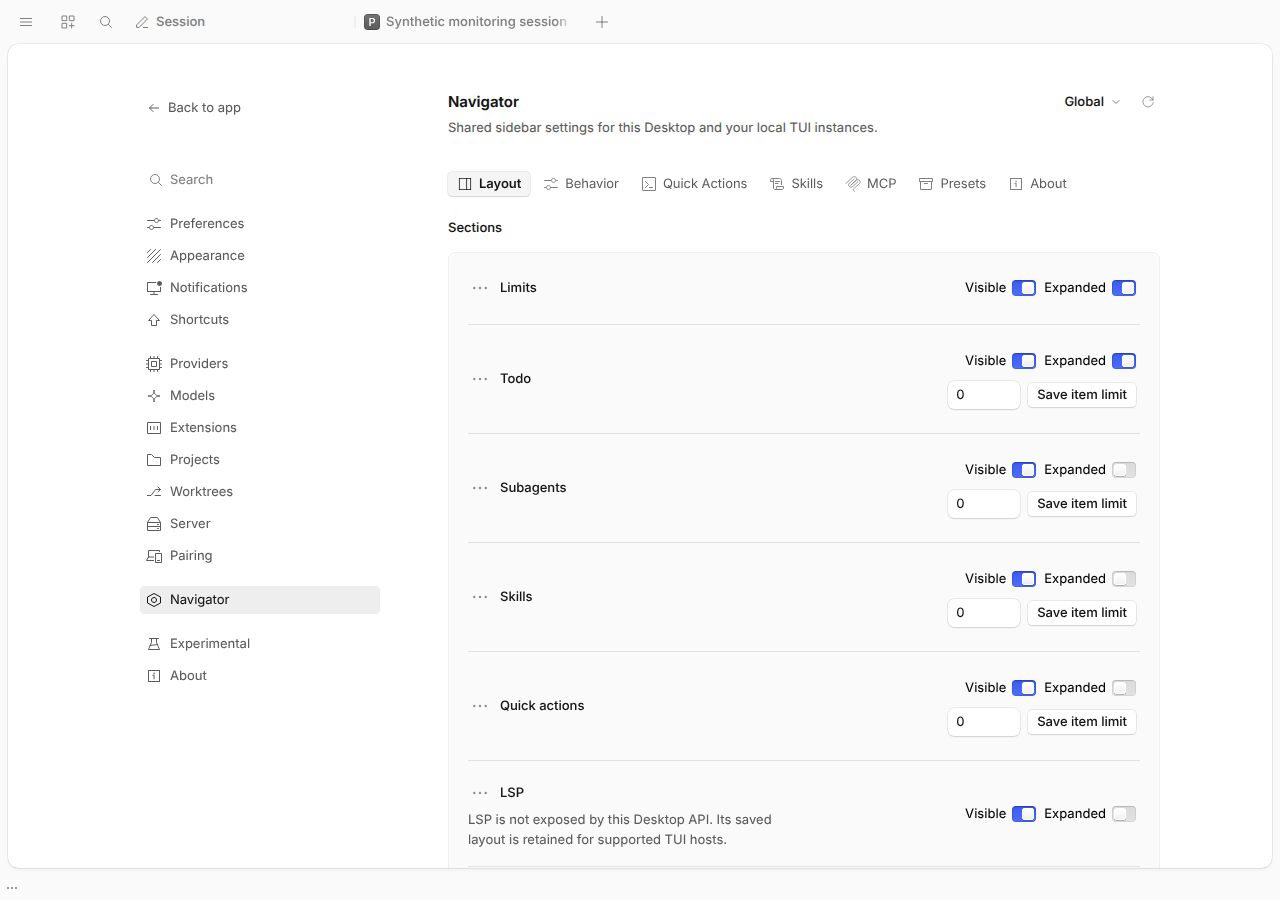 Session
P Synthetic monitoring session
Back to app
Navigator
Global
Shared sidebar settings for this Desktop and your local TUI instances.
Search
Layout
Behavior
Quick Actions
Skills
MCP
Presets
About
Preferences
Appearance
Notifications
Shortcuts
Providers
Models
Extensions
Projects
Worktrees
Server
Pairing
Navigator
Experimental
About
Sections
Limits
Visible
Expanded
Todo
Visible
Expanded
0
Save item limit
Subagents
Visible
Expanded
0
Save item limit
Skills
Visible
Expanded
0
Save item limit
Quick actions
Visible
Expanded
0
Save item limit
LSP
LSP is not exposed by this Desktop API. Its saved
layout is retained for supported TUI hosts.
Visible
Expanded
...